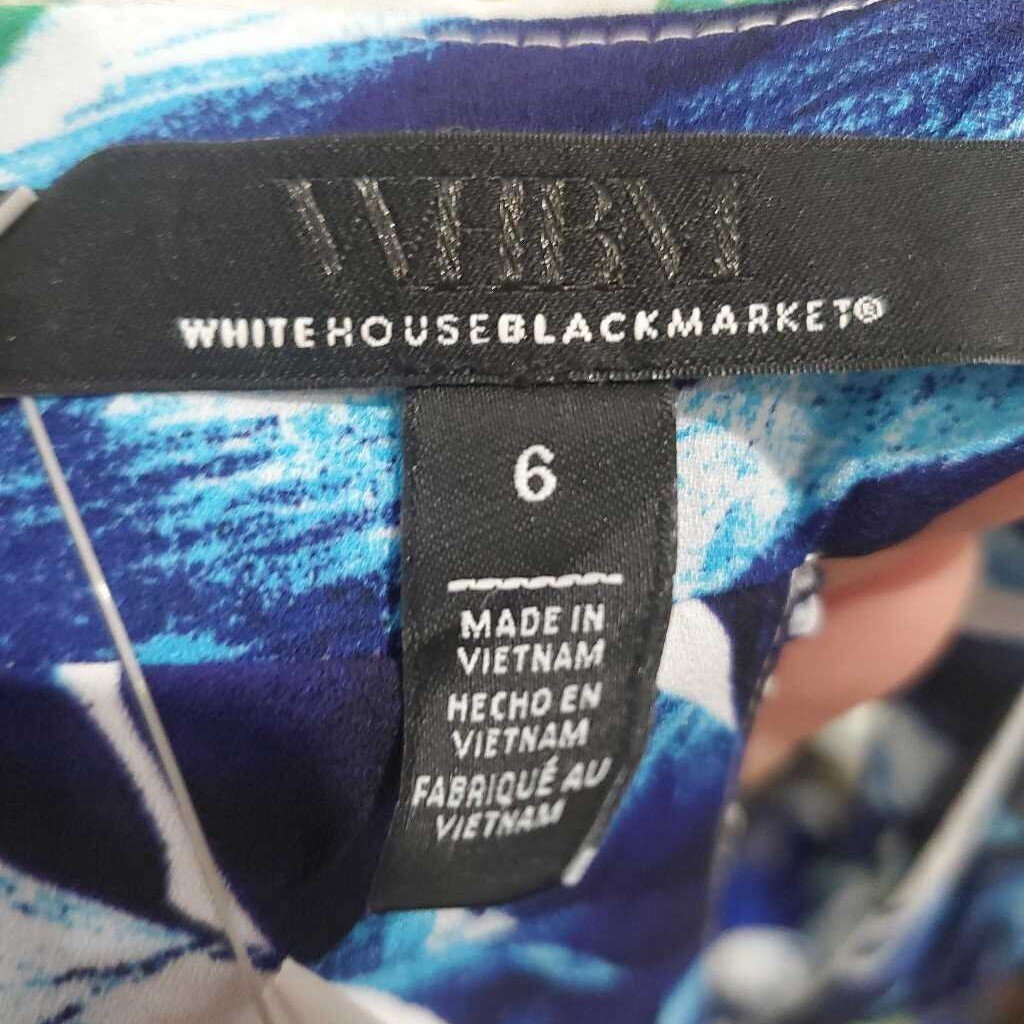 WHBM
WHITEHOUSEBLACKMARKET®
6
MADE IN
VIETNAM
HECHO EN
VIETNAM
FABRIQUÉ AU
VIETNAM